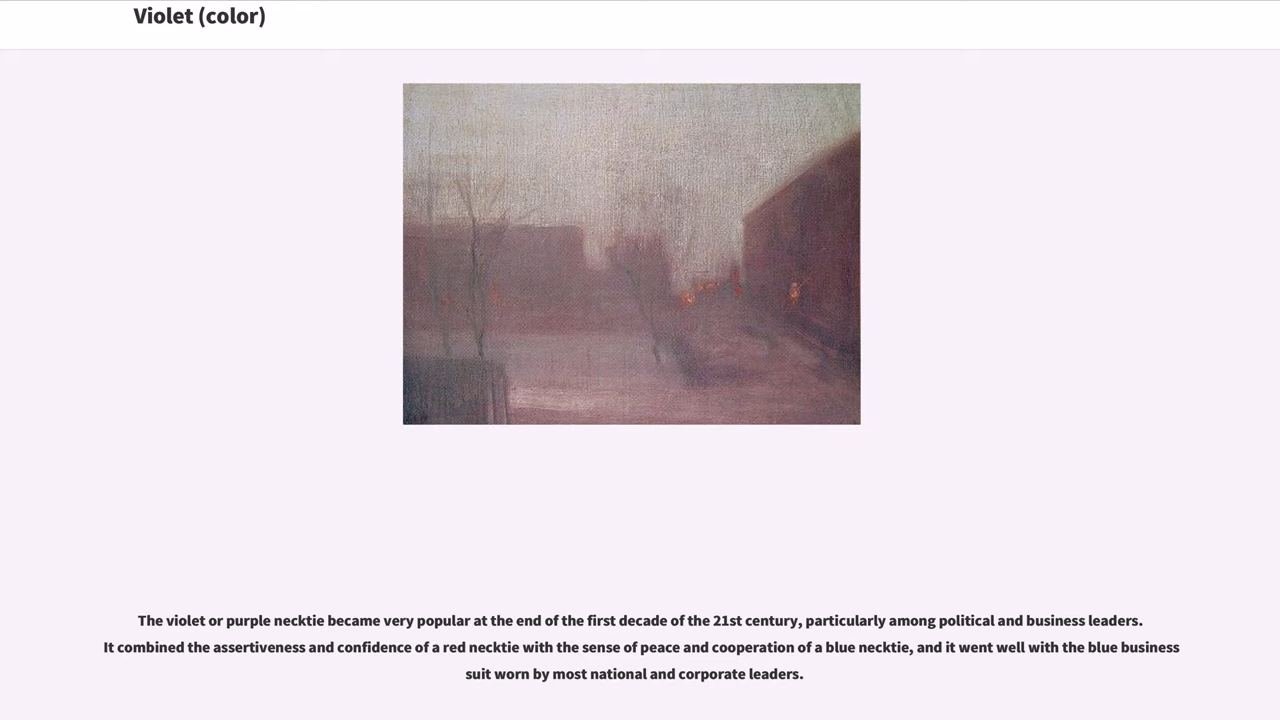 Violet (color)
The violet or purple necktie became very popular at the end of the first decade of the 21st century, particularly among political and business leaders.
It combined the assertiveness and confidence of a red necktie with the sense of peace and cooperation of a blue necktie, and it went well with the blue business
suit worn by most national and corporate leaders.